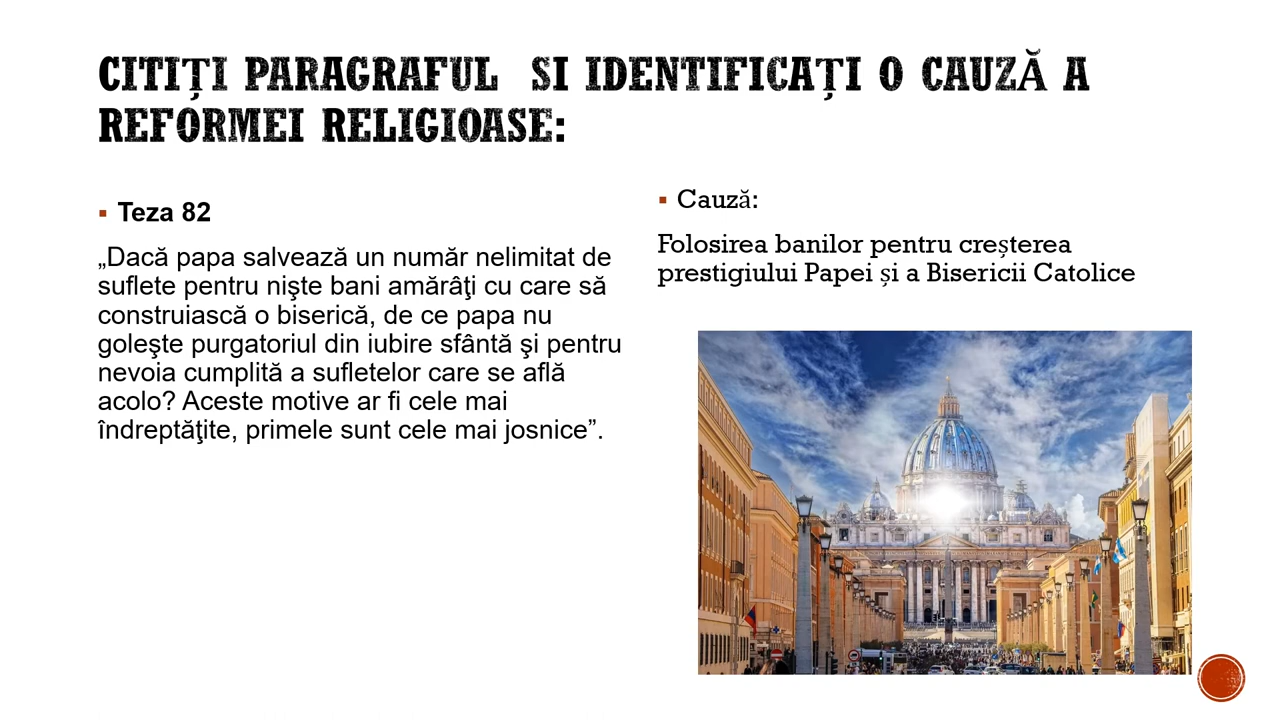 CITIȚI PARAGRAFUL  SI IDENTIFICAȚI O CAUZĂ A
REFORMEI RELIGIOASE:
▪ Teza 82
„Dacă papa salvează un număr nelimitat de
suflete pentru nişte bani amărâţi cu care să
construiască o biserică, de ce papa nu
goleşte purgatoriul din iubire sfântă şi pentru
nevoia cumplită a sufletelor care se află
acolo? Aceste motive ar fi cele mai
îndreptăţite, primele sunt cele mai josnice”.
▪ Cauză:
Folosirea banilor pentru creșterea
prestigiului Papei și a Bisericii Catolice